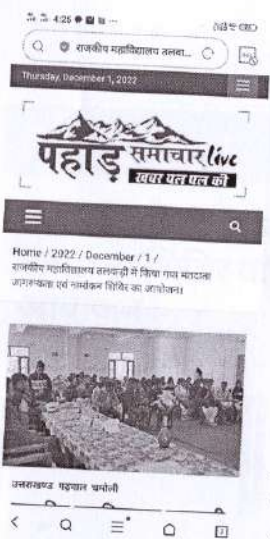 4:25
राजकीय महाविद्यालय तलवा...
Thursday, December 1, 2022
पहाड़ समाचार live
खबर पल पल की
Home / 2022 / December / 1 /
राजकीय महाविद्यालय तलवाड़ी में किया गया मतदाता
जागरूकता एवं नामांकन शिविर का आयोजन।
उत्तराखण्ड गढ़वाल चमोली